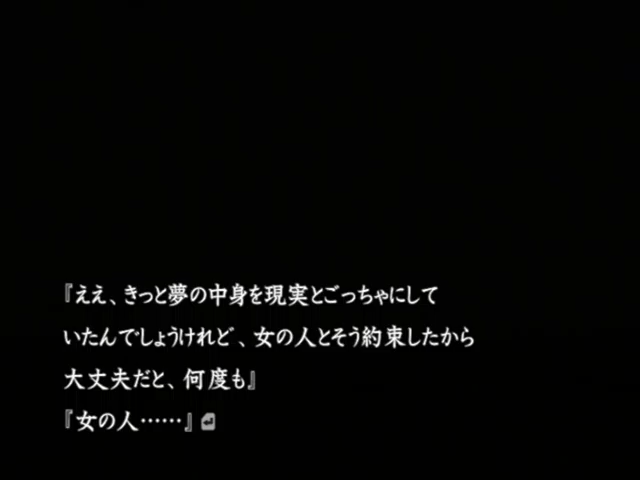 『ええ、きっと夢の中身を現実とごっちゃにして
いたんでしょうけれど、女の人とそう約束したから
大丈夫だと、何度も』
『女の人……』